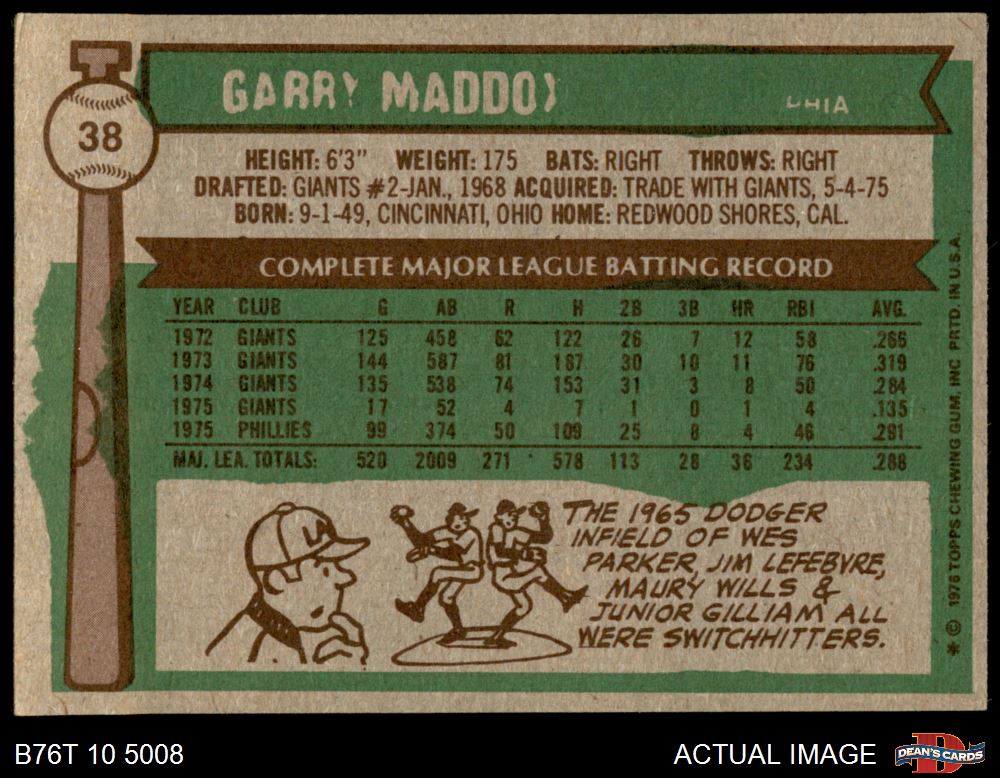 38
GARRY MADDOX
PHIA
HEIGHT: 6'3" WEIGHT: 175 BATS: RIGHT THROWS: RIGHT
DRAFTED: GIANTS #2-JAN., 1968 ACQUIRED: TRADE WITH GIANTS, 5-4-75
BORN: 9-1-49, CINCINNATI, OHIO HOME: REDWOOD SHORES, CAL.
COMPLETE MAJOR LEAGUE BATTING RECORD
YEAR CLUB G AB R H 2B 3B HR RBI AVG.
1972 GIANTS 125 458 62 122 26 7 12 58 .266
1973 GIANTS 144 587 81 187 30 10 11 76 .319
1974 GIANTS 135 538 74 153 31 3 8 50 .284
1975 GIANTS 17 52 4 7 1 0 1 4 .135
1975 PHILLIES 99 374 50 109 25 8 4 46 .291
MAJ. LEA. TOTALS: 520 2009 271 578 113 28 36 234 .288
THE 1965 DODGER
INFIELD OF WES
PARKER, JIM LEFEBVRE,
MAURY WILLS &
JUNIOR GILLIAM ALL
WERE SWITCHHITTERS.
* © 1976 TOPPS CHEWING GUM, INC. PRTD. IN U.S.A.
B76T 10 5008
ACTUAL IMAGE
DEAN'S CARDS